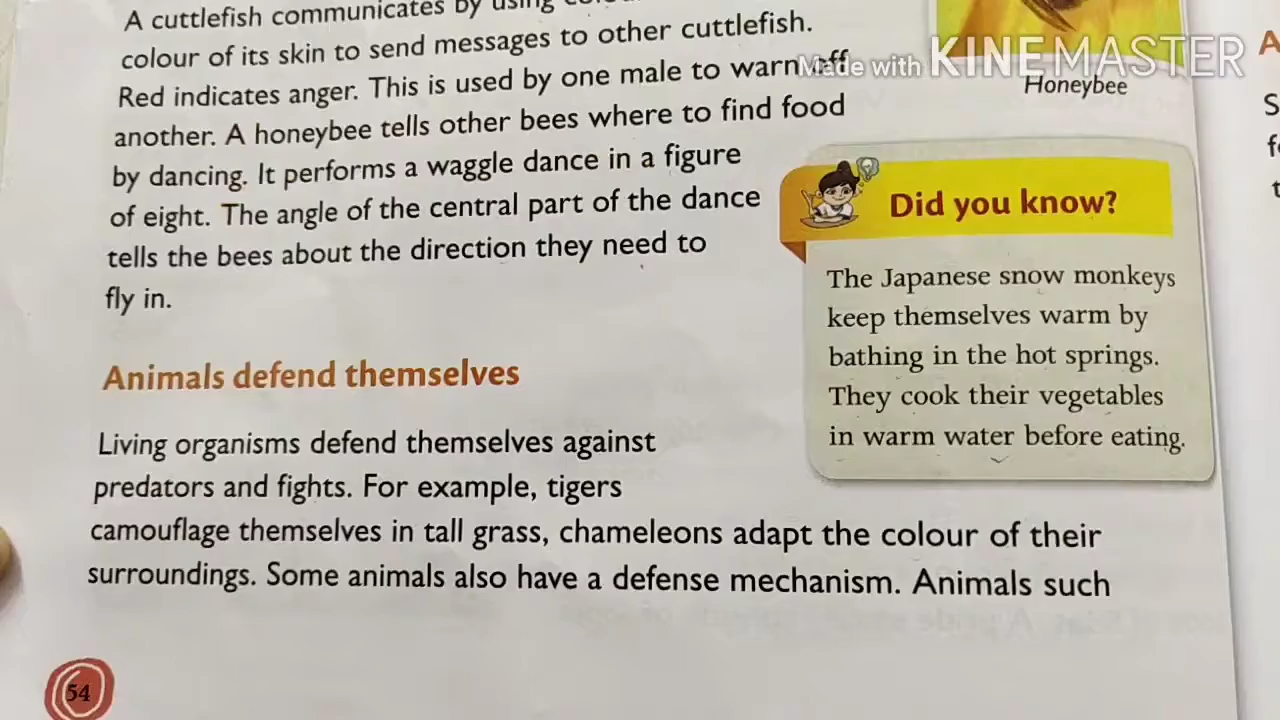 A cuttlefish communicates by using
colour of its skin to send messages to other cuttlefish.
Red indicates anger. This is used by one male to warn off
another. A honeybee tells other bees where to find food
by dancing. It performs a waggle dance in a figure
of eight. The angle of the central part of the dance
tells the bees about the direction they need to
fly in.
Made with KINEMASTER
Honeybee
Did you know?
The Japanese snow monkeys
keep themselves warm by
bathing in the hot springs.
They cook their vegetables
in warm water before eating.
Animals defend themselves
Living organisms defend themselves against
predators and fights. For example, tigers
camouflage themselves in tall grass, chameleons adapt the colour of their
surroundings. Some animals also have a defense mechanism. Animals such
54